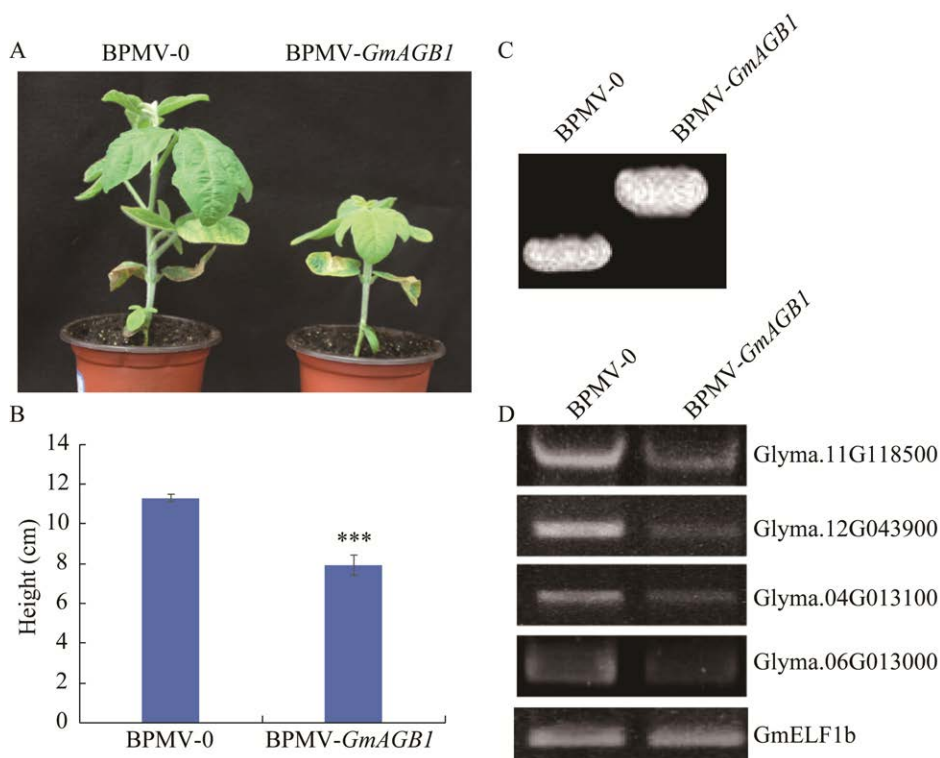 A
BPMV-0
BPMV-GmAGB1
B
Height (cm)
14
12
10
8
6
4
2
0
***
BPMV-0
BPMV-GmAGB1
C
BPMV-0
BPMV-GmAGB1
D
BPMV-0
BPMV-GmAGB1
Glyma.11G118500
Glyma.12G043900
Glyma.04G013100
Glyma.06G013000
GmELF1b